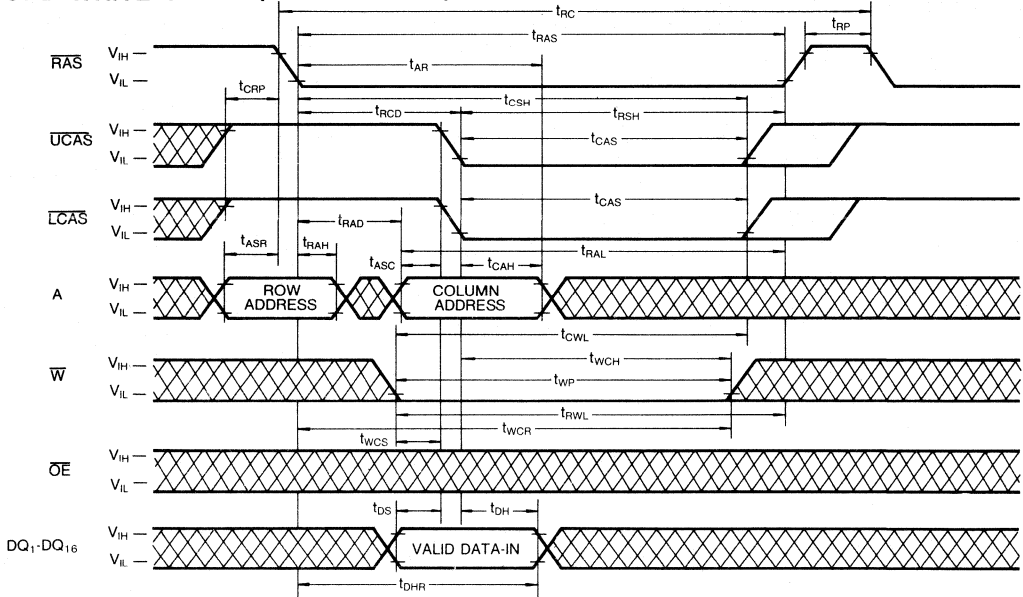 tRC
tRAS
tRP
RAS
VIH
VIL
tAR
tCRP
tCSH
tRCD
tRSH
UCAS
VIH
VIL
tCAS
LCAS
VIH
VIL
tCAS
tRAD
tRAL
tASR
tRAH
tASC
tCAH
A
VIH
VIL
ROW
ADDRESS
COLUMN
ADDRESS
tCWL
W
VIH
VIL
tWCH
tWP
tRWL
tWCR
tWCS
OE
VIH
VIL
tDS
tDH
DQ1-DQ16
VIH
VIL
VALID DATA-IN
tDHR